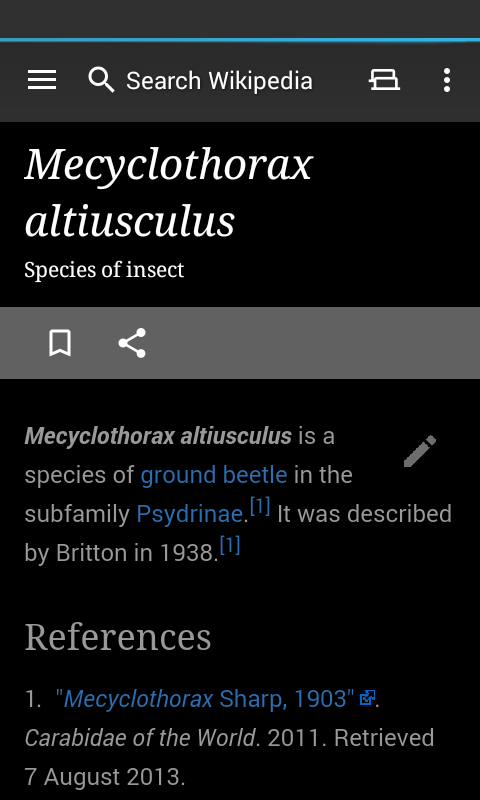 Search Wikipedia
Mecyclothorax
altiusculus
Species of insect
Mecyclothorax altiusculus is a
species of ground beetle in the
subfamily Psydrinae.[1] It was described
by Britton in 1938.[1]
References
1. "Mecyclothorax Sharp, 1903".
Carabidae of the World. 2011. Retrieved
7 August 2013.